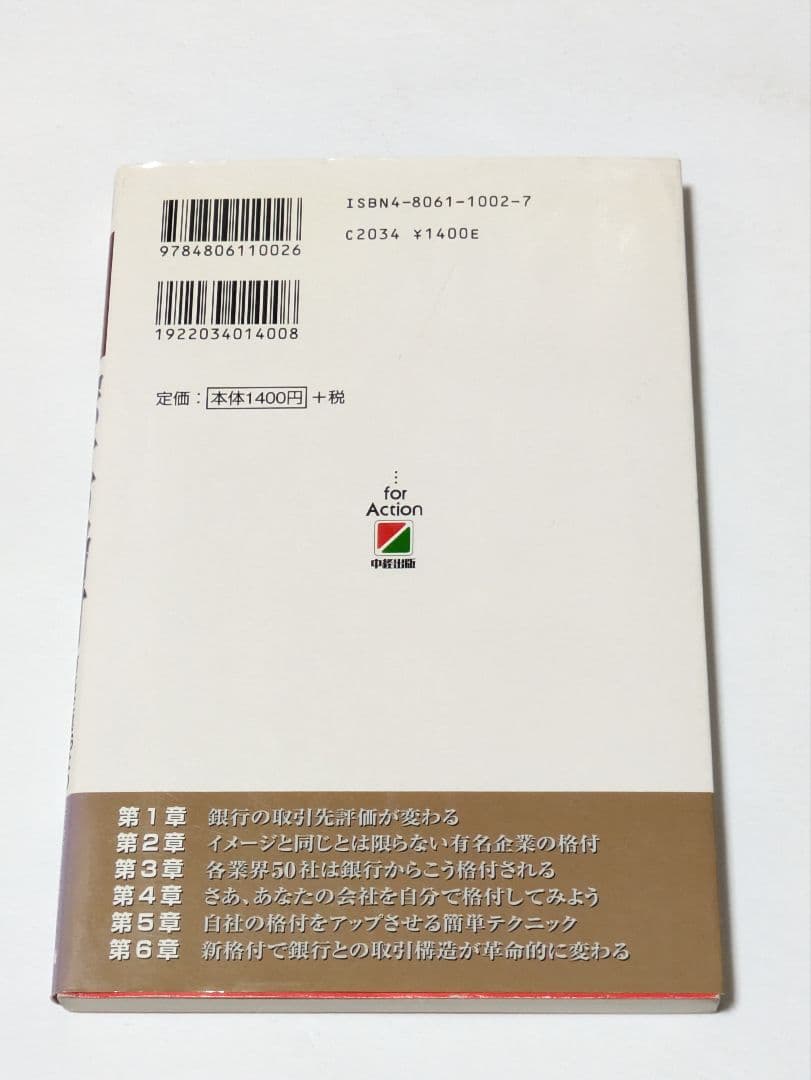 ISBN4-8061-1002-7
9784806110026
C2034 ¥1400E
1922034014008
定価：本体1400円＋税
…
for
Action
中経出版
第１章 銀行の取引先評価が変わる
第２章 イメージと同じとは限らない有名企業の格付
第３章 各業界50社は銀行からこう格付される
第４章 さあ、あなたの会社を自分で格付してみよう
第５章 自社の格付をアップさせる簡単テクニック
第６章 新格付で銀行との取引構造が革命的に変わる